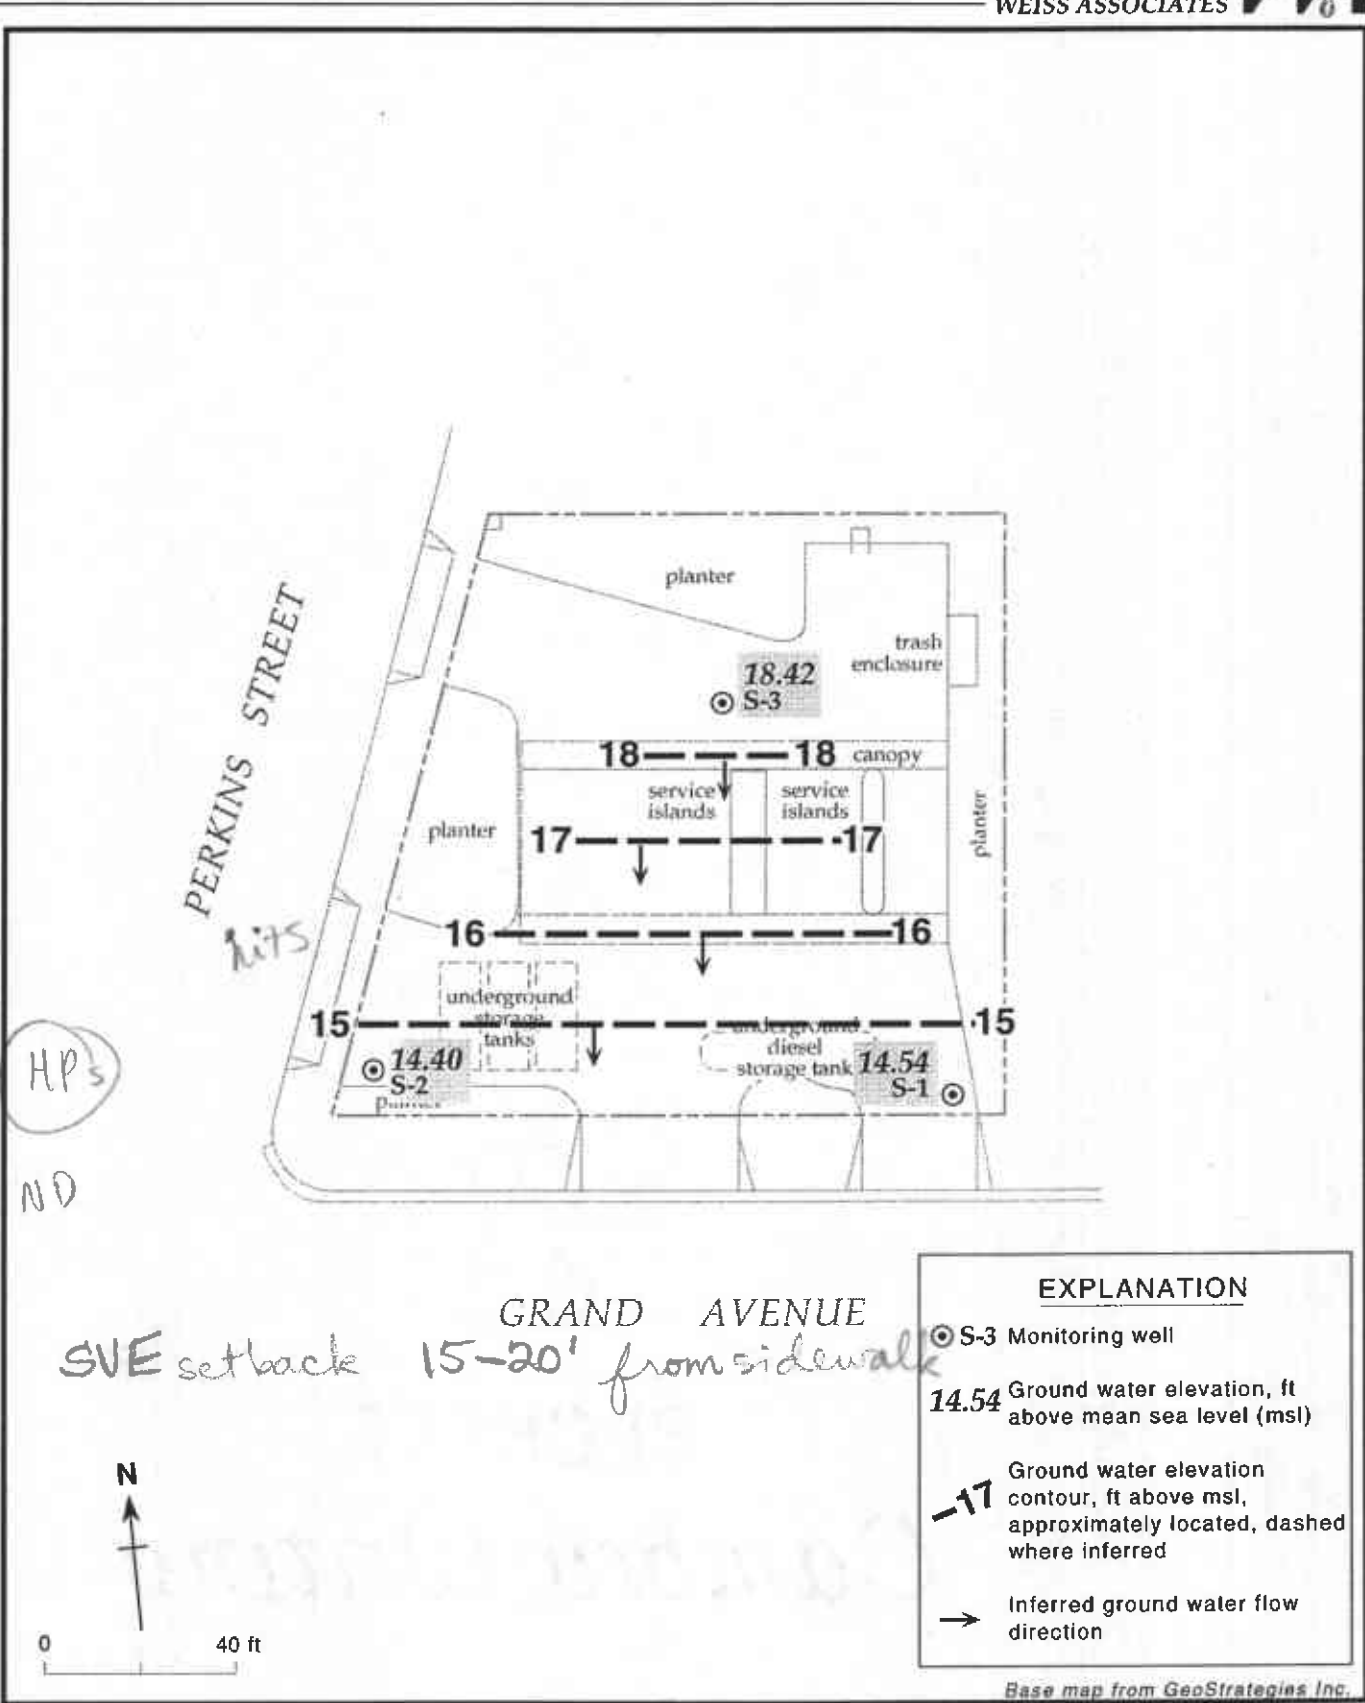 WEISS ASSOCIATES
planter
trash
enclosure
18.42
S-3
PERKINS STREET
18 18 canopy
service
islands
service
islands
planter
planter
17 17
16 16
hits
underground
storage
tanks
15 15
underground
diesel
storage tank
14.40
S-2
14.54
S-1
HPs
ND
GRAND AVENUE
SVE setback 15-20' from sidewalk
EXPLANATION
S-3 Monitoring well
14.54 Ground water elevation, ft
above mean sea level (msl)
17 Ground water elevation
contour, ft above msl,
approximately located, dashed
where inferred
Inferred ground water flow
direction
N
0 40 ft
Base map from GeoStrategies Inc.